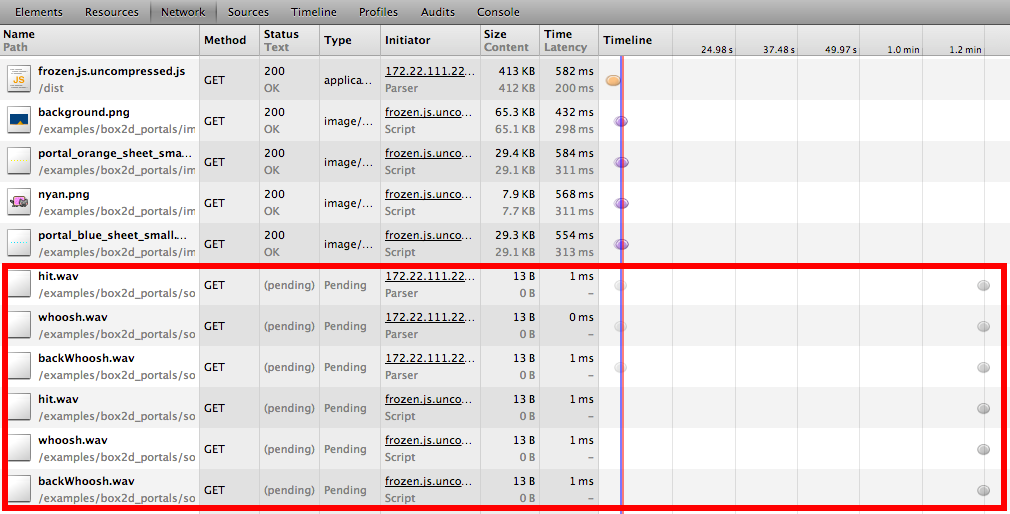 Elements Resources Network Sources Timeline Profiles Audits Console
Name Method Status Type Initiator Size Time Timeline
Path Text Content Latency
24.98 s 37.48 s 49.97 s 1.0 min 1.2 min
JS
frozen.js.uncompressed.js GET 200 applica... 172.22.111.22... 413 KB 582 ms
/dist OK Parser 412 KB 200 ms
background.png GET 200 image/... frozen.js.unco... 65.3 KB 432 ms
/examples/box2d_portals/im OK Script 65.1 KB 298 ms
portal_orange_sheet_sma... GET 200 image/... frozen.js.unco... 29.4 KB 584 ms
/examples/box2d_portals/im OK Script 29.1 KB 311 ms
nyan.png GET 200 image/... frozen.js.unco... 7.9 KB 568 ms
/examples/box2d_portals/im OK Script 7.7 KB 311 ms
portal_blue_sheet_small.... GET 200 image/... frozen.js.unco... 29.3 KB 554 ms
/examples/box2d_portals/im OK Script 29.1 KB 313 ms
hit.wav GET (pending) Pending 172.22.111.22... 13 B 1 ms
/examples/box2d_portals/so Parser 0 B –
whoosh.wav GET (pending) Pending 172.22.111.22... 13 B 0 ms
/examples/box2d_portals/so Parser 0 B –
backWhoosh.wav GET (pending) Pending 172.22.111.22... 13 B 1 ms
/examples/box2d_portals/so Parser 0 B –
hit.wav GET (pending) Pending frozen.js.unco... 13 B 1 ms
/examples/box2d_portals/so Script 0 B –
whoosh.wav GET (pending) Pending frozen.js.unco... 13 B 1 ms
/examples/box2d_portals/so Script 0 B –
backWhoosh.wav GET (pending) Pending frozen.js.unco... 13 B 1 ms
/examples/box2d_portals/so Script 0 B –